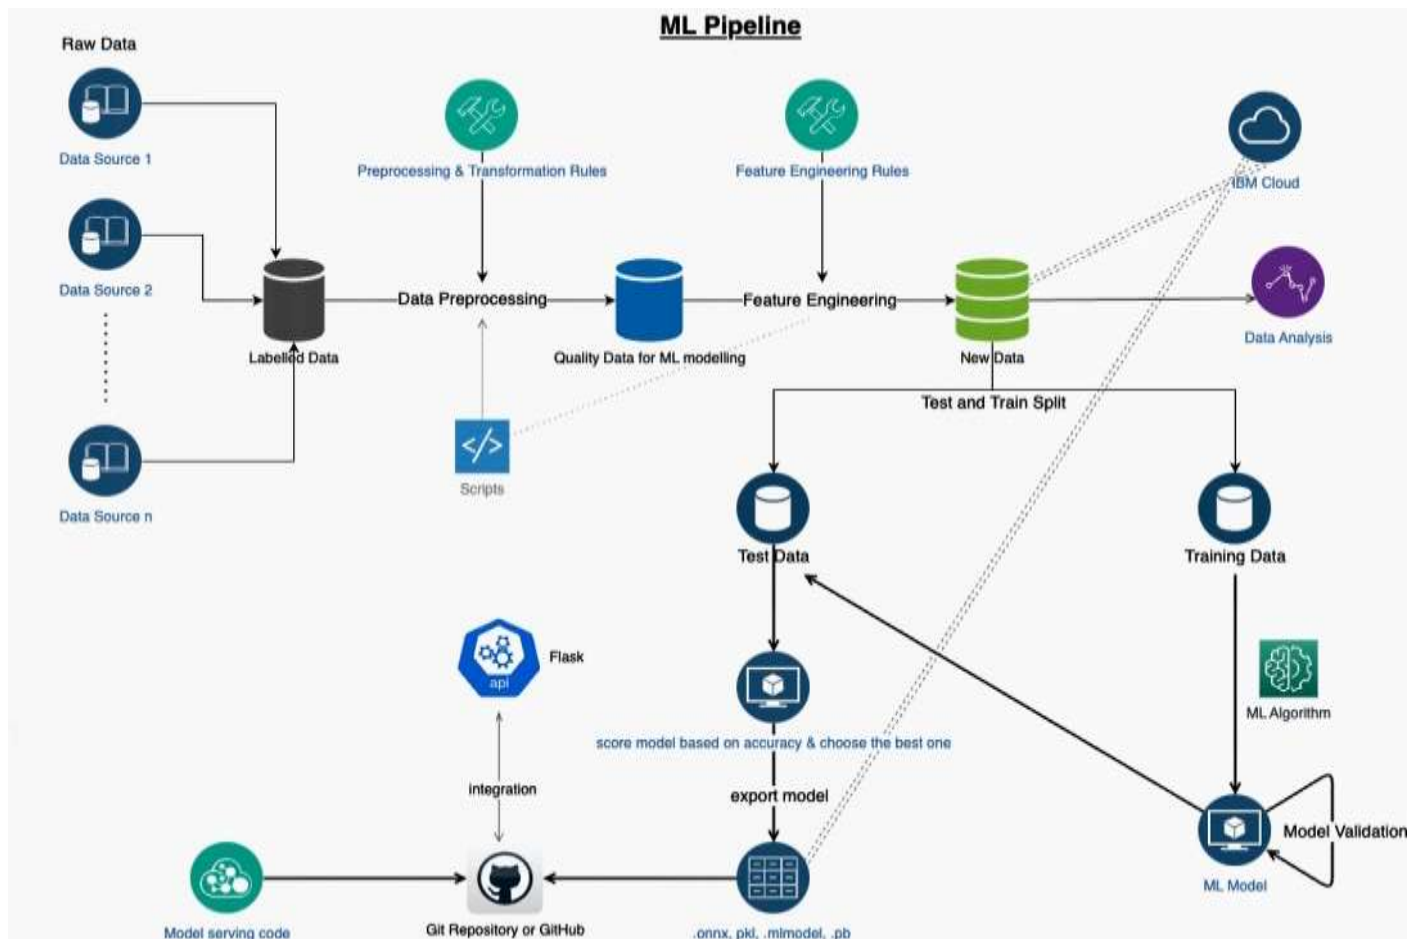 ML Pipeline
Raw Data
Data Source 1
Preprocessing & Transformation Rules
Feature Engineering Rules
IBM Cloud
Data Source 2
Data Preprocessing
Feature Engineering
Labelled Data
Quality Data for ML modelling
New Data
Data Analysis
Test and Train Split
</>
Scripts
Data Source n
Test Data
Training Data
api
Flask
ML Algorithm
score model based on accuracy & choose the best one
integration
export model
Model Validation
ML Model
Model serving code
Git Repository or GitHub
.onnx, pkl, .mlmodel, .pb